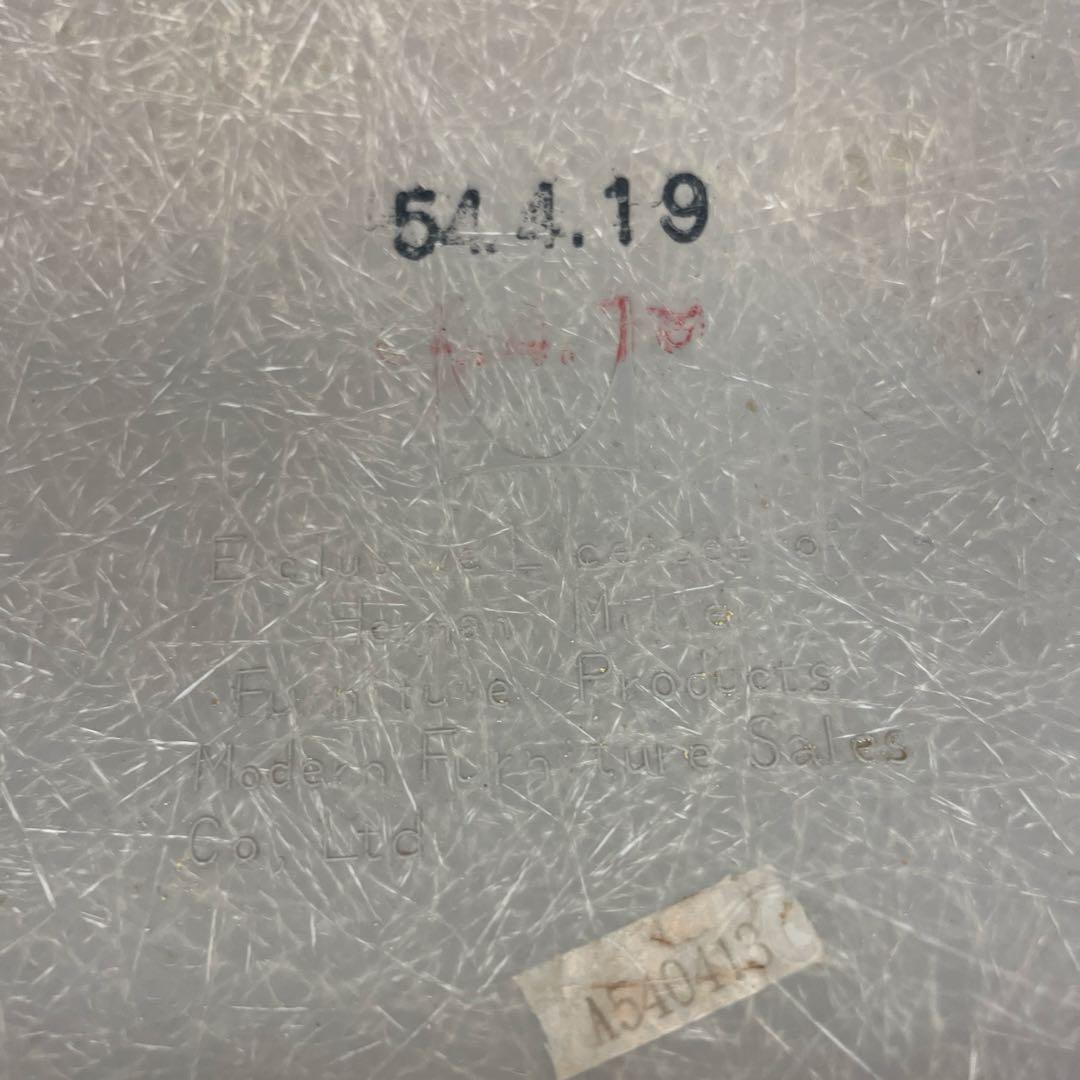 54.4.19
Exclusive Licensee of
Herman Miller
Furniture Products
Modern Furniture Sales
Co, Ltd
A540413